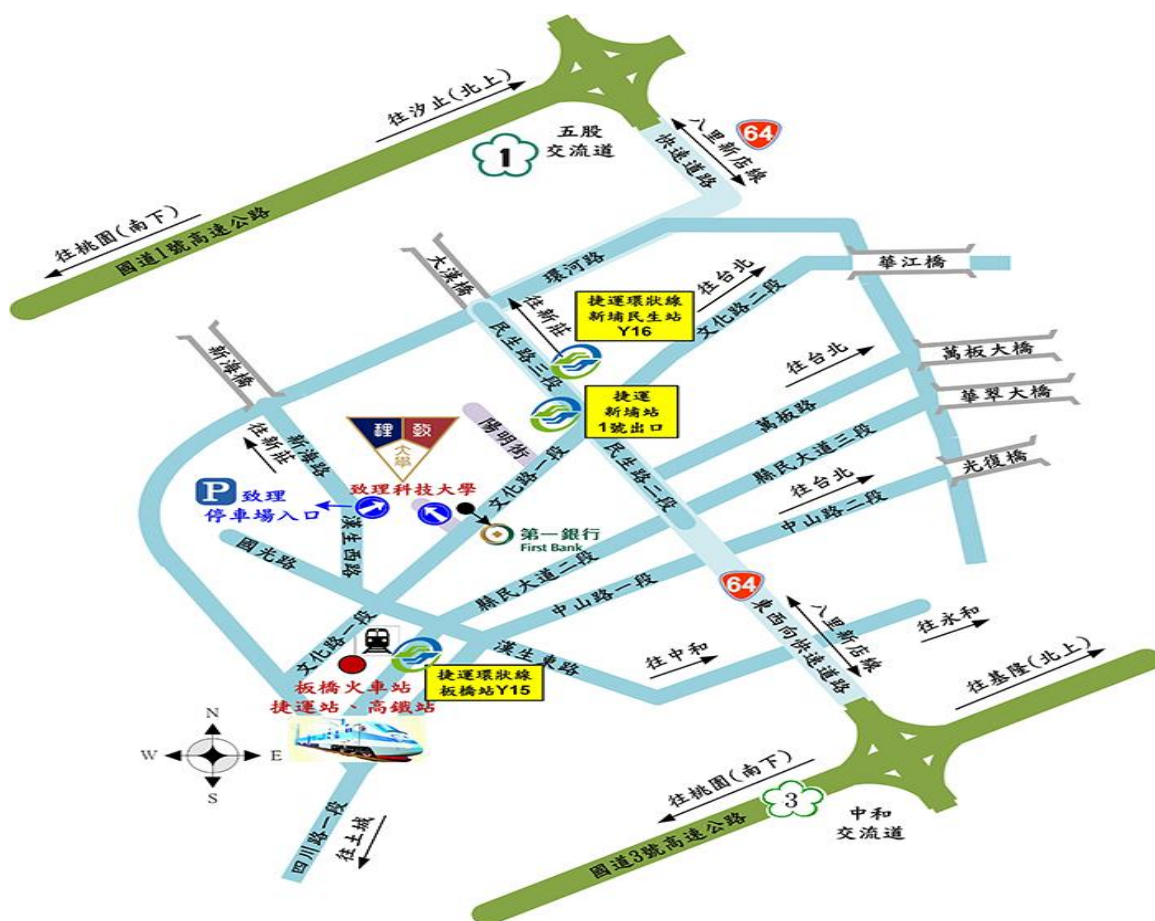 往汐止(北上)
五股
交流道
1
八里新店線
64
快速道路
往桃園(南下)
國道1號高速公路
大漢橋
環河路
往新莊
捷運環狀線
新埔民生站
Y16
往台北
文化路二段
華江橋
新海橋
民生路三段
捷運
新埔站
1號出口
往台北
萬板大橋
萬板路
華翠大橋
往新莊
新海路
理
致
大學
陽明街
致理科技大學
文化路一段
民生路二段
縣民大道三段
往台北
光復橋
中山路二段
P
致理
停車場入口
漢生西路
第一銀行
First Bank
國光路
縣民大道二段
中山路一段
64
八里新店線
東西向快速道路
往永和
文化路一段
漢生東路
往中和
往基隆(北上)
板橋火車站
捷運站、高鐵站
捷運環狀線
板橋站Y15
N
W
E
S
往桃園(南下)
3
中和
交流道
國道3號高速公路
四川路一段
往土城